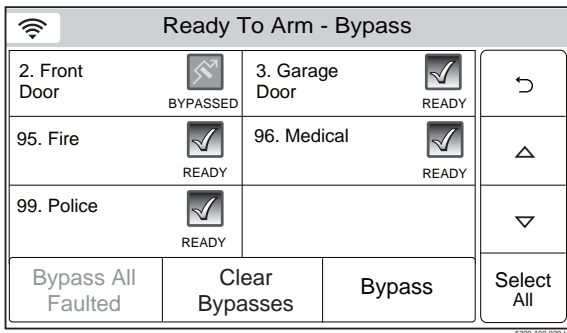 Ready To Arm - Bypass
2. Front
Door
BYPASSED
3. Garage
Door
READY
95. Fire
READY
96. Medical
READY
99. Police
READY
Bypass All
Faulted
Clear
Bypasses
Bypass
Select
All